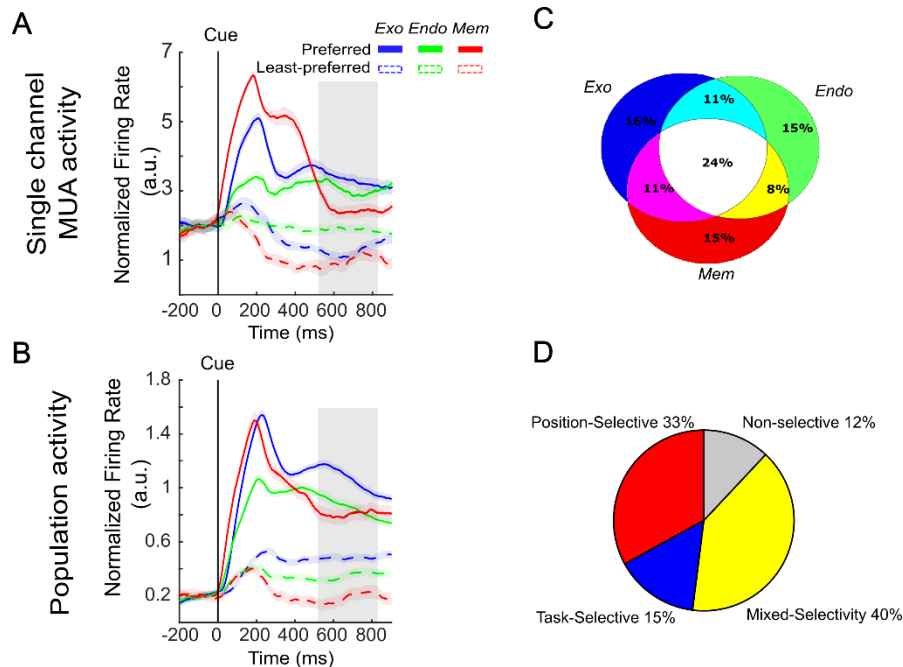 A
Cue
Exo Endo Mem
Preferred
Least-preferred
Single channel
MUA activity
Normalized Firing Rate
(a.u.)
7
5
3
1
-200 0 200 400 600 800
Time (ms)
B
Cue
Population activity
Normalized Firing Rate
(a.u.)
1.8
1.4
1
0.6
0.2
-200 0 200 400 600 800
Time (ms)
C
Exo
Endo
16%
11%
15%
24%
11%
8%
15%
Mem
D
Position-Selective 33%
Non-selective 12%
Task-Selective 15%
Mixed-Selectivity 40%